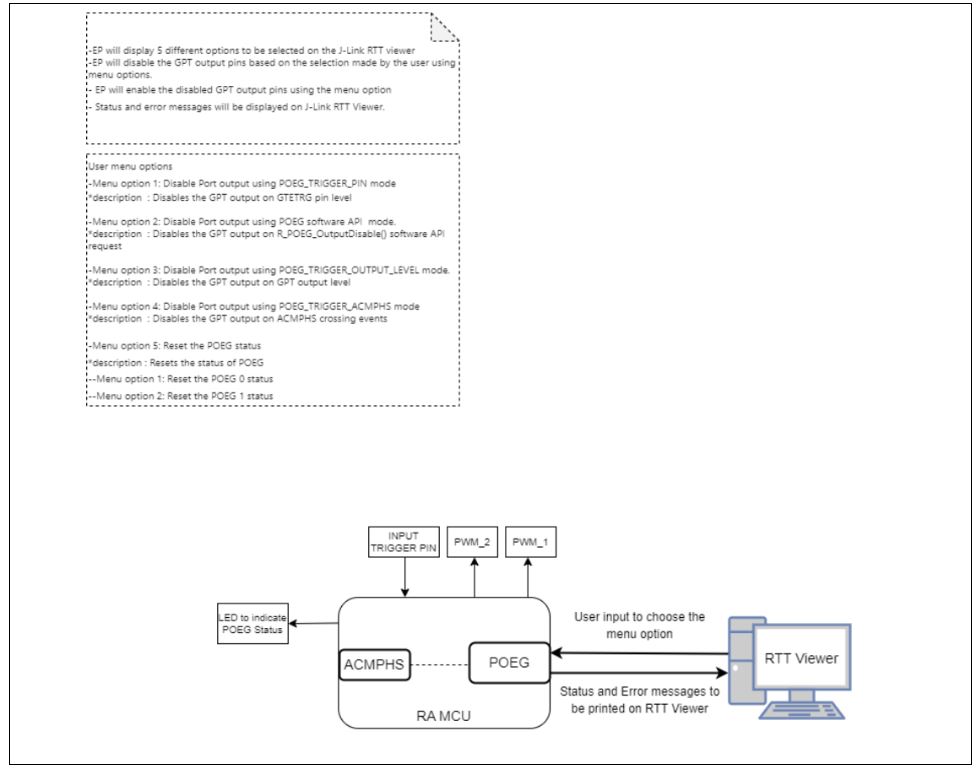 -EP will display 5 different options to be selected on the J-Link RTT viewer
-EP will disable the GPT output pins based on the selection made by the user using
menu options.
- EP will enable the disabled GPT output pins using the menu option
- Status and error messages will be displayed on J-Link RTT Viewer.
User menu options
-Menu option 1: Disable Port output using POEG_TRIGGER_PIN mode
*description : Disables the GPT output on GTETRG pin level
-Menu option 2: Disable Port output using POEG software API mode.
*description : Disables the GPT output on R_POEG_OutputDisable() software API
request
-Menu option 3: Disable Port output using POEG_TRIGGER_OUTPUT_LEVEL mode.
*description : Disables the GPT output on GPT output level
-Menu option 4: Disable Port output using POEG_TRIGGER_ACMPHS mode
*description : Disables the GPT output on ACMPHS crossing events
-Menu option 5: Reset the POEG status
*description : Resets the status of POEG
--Menu option 1: Reset the POEG 0 status
--Menu option 2: Reset the POEG 1 status
INPUT
TRIGGER PIN
PWM_2
PWM_1
LED to indicate
POEG Status
ACMPHS
POEG
RA MCU
User input to choose the
menu option
Status and Error messages to
be printed on RTT Viewer
RTT Viewer